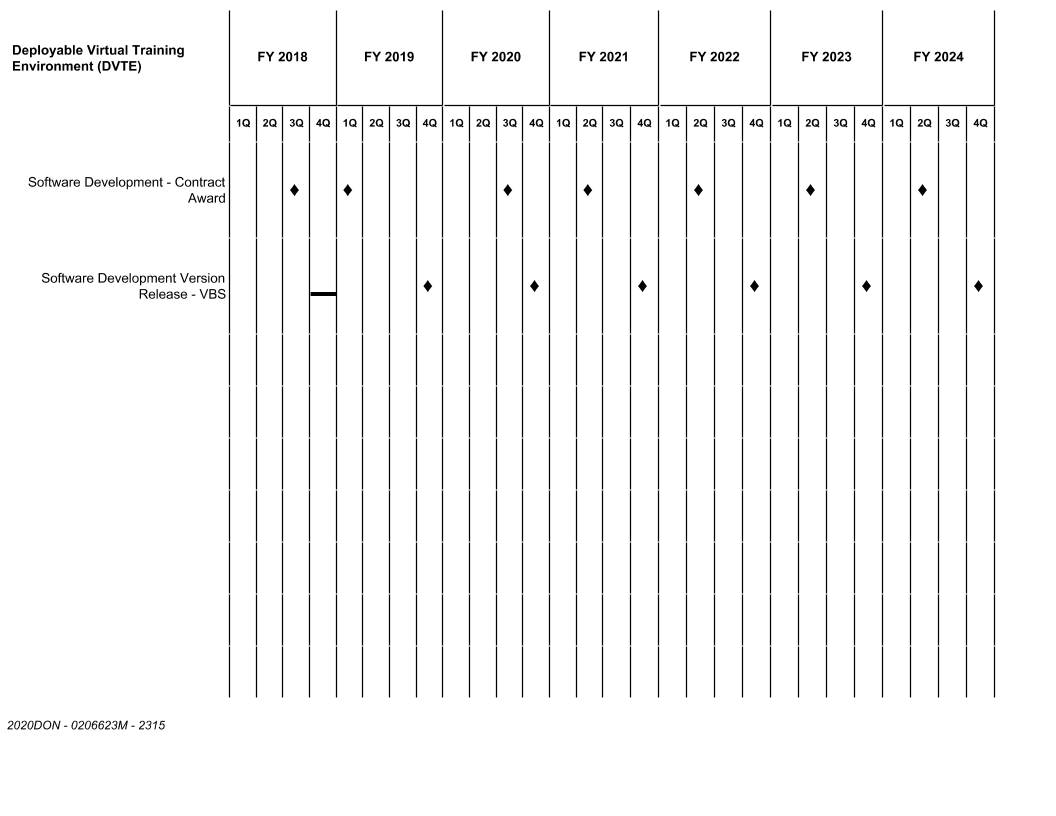 Deployable Virtual Training
Environment (DVTE)
FY 2018 FY 2019 FY 2020 FY 2021 FY 2022 FY 2023 FY 2024
1Q 2Q 3Q 4Q 1Q 2Q 3Q 4Q 1Q 2Q 3Q 4Q 1Q 2Q 3Q 4Q 1Q 2Q 3Q 4Q 1Q 2Q 3Q 4Q 1Q 2Q 3Q 4Q
Software Development - Contract
Award
Software Development Version
Release - VBS
2020DON - 0206623M - 2315